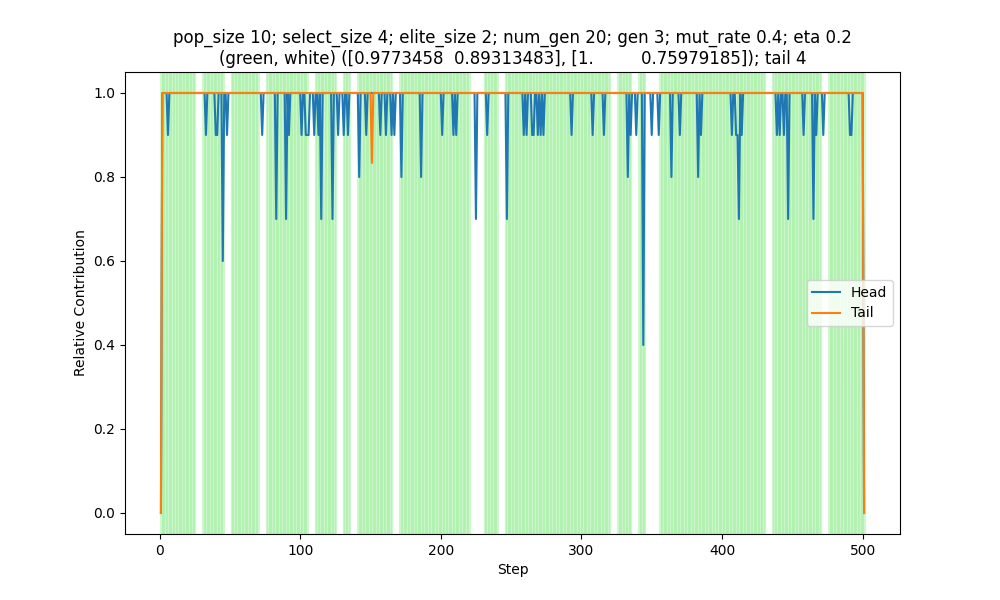 pop_size 10; select_size 4; elite_size 2; num_gen 20; gen 3; mut_rate 0.4; eta 0.2
(green, white) ([0.9773458  0.89313483], [1.         0.75979185]); tail 4
1.0
0.8
0.6
0.4
0.2
0.0
Relative Contribution
Head
Tail
0
100
200
300
400
500
Step